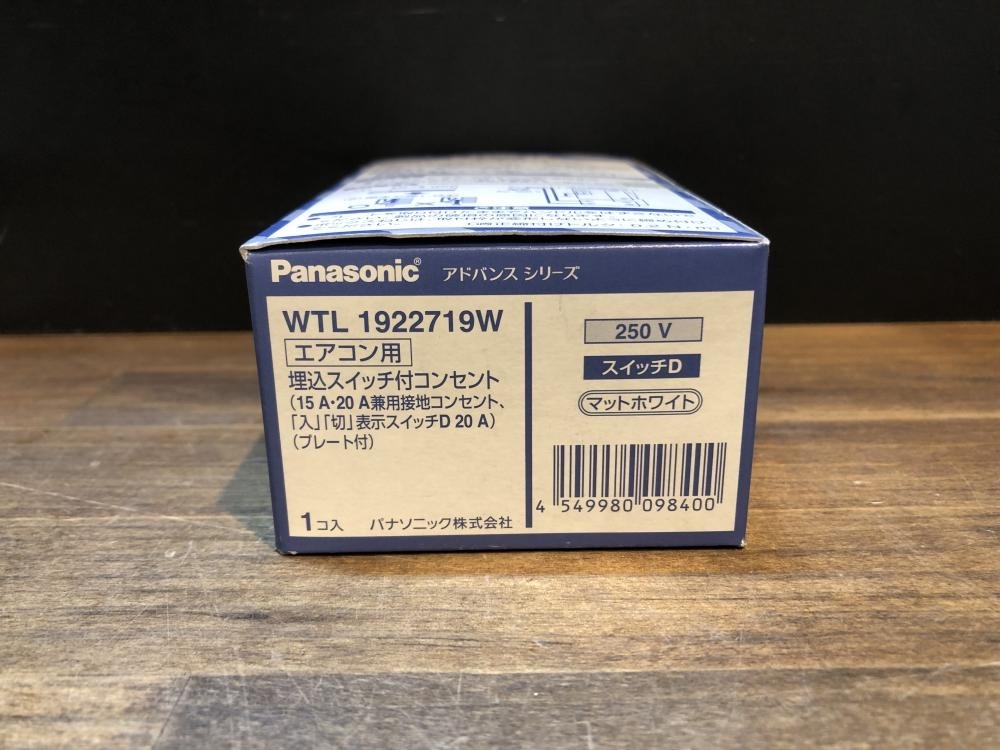 Panasonic® アドバンス シリーズ
WTL 1922719W
エアコン用
埋込スイッチ付コンセント
(15 A・20 A兼用接地コンセント、
「入」「切」表示スイッチD 20 A)
(プレート付)
1コ入 パナソニック株式会社
250 V
スイッチD
マットホワイト
4 549980 098400